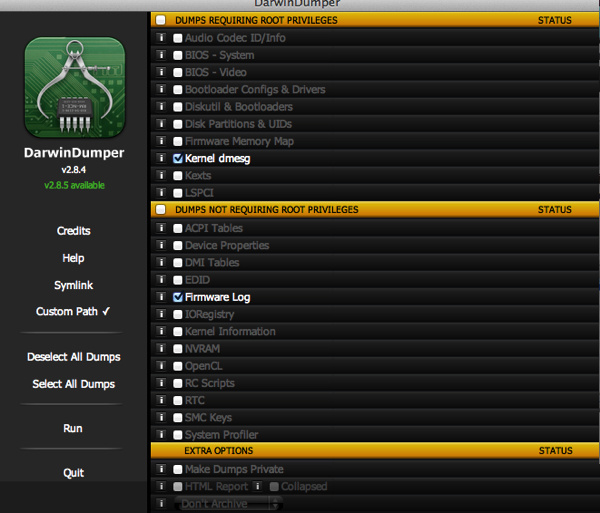 DarwinDumper
DarwinDumper
v2.8.4
v2.8.5 available
Credits
Help
Symlink
Custom Path ✓
Deselect All Dumps
Select All Dumps
Run
Quit
DUMPS REQUIRING ROOT PRIVILEGES STATUS
i Audio Codec ID/Info
i BIOS - System
i BIOS - Video
i Bootloader Configs & Drivers
i Diskutil & Bootloaders
i Disk Partitions & UIDs
i Firmware Memory Map
i Kernel dmesg
i Kexts
i LSPCI
DUMPS NOT REQUIRING ROOT PRIVILEGES STATUS
i ACPI Tables
i Device Properties
i DMI Tables
i EDID
i Firmware Log
i IORegistry
i Kernel Information
i NVRAM
i OpenCL
i RC Scripts
i RTC
i SMC Keys
i System Profiler
EXTRA OPTIONS STATUS
i Make Dumps Private
i HTML Report i Collapsed
i Don't Archive